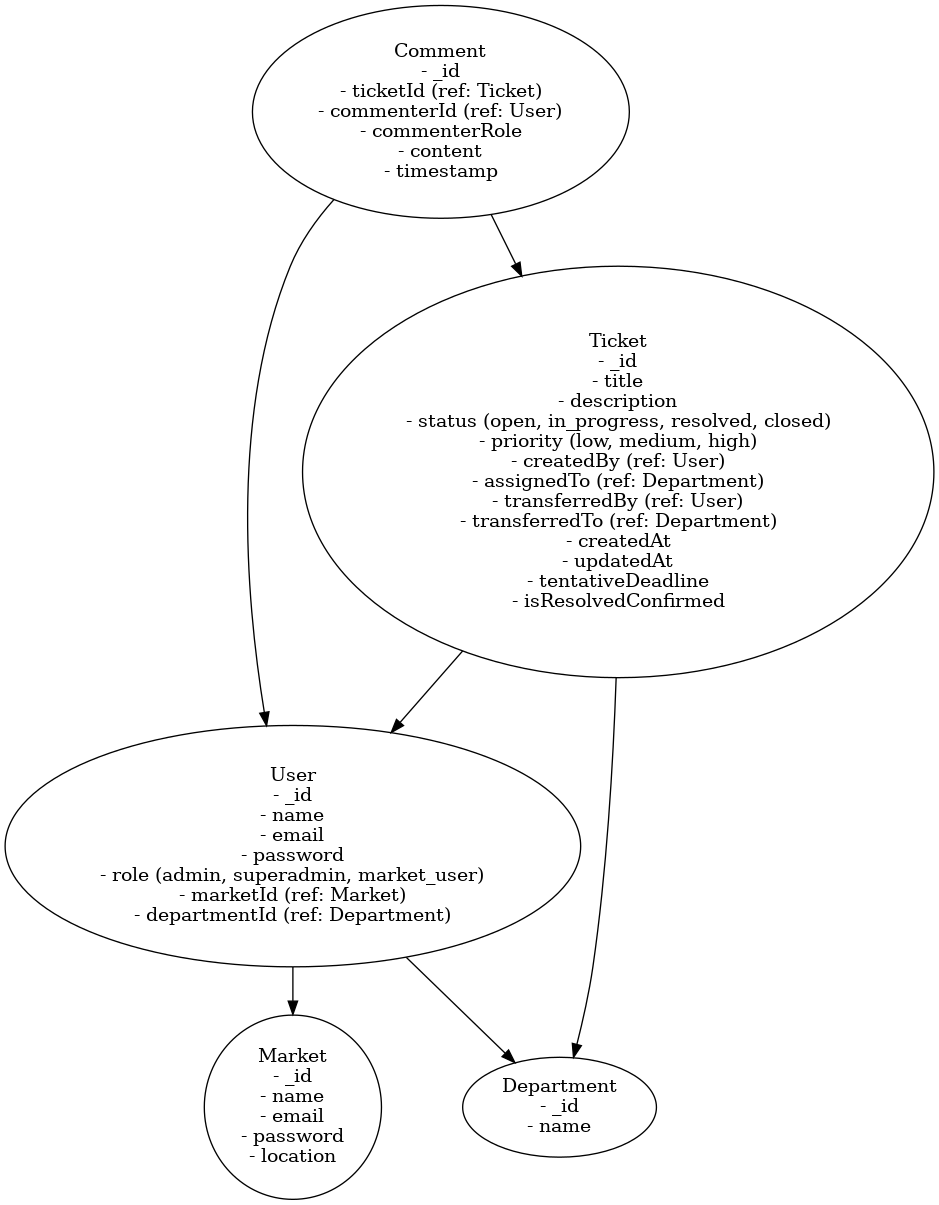 Comment
- _id
- ticketId (ref: Ticket)
- commenterId (ref: User)
- commenterRole
- content
- timestamp
Ticket
- _id
- title
- description
- status (open, in_progress, resolved, closed)
- priority (low, medium, high)
- createdBy (ref: User)
- assignedTo (ref: Department)
- transferredBy (ref: User)
- transferredTo (ref: Department)
- createdAt
- updatedAt
- tentativeDeadline
- isResolvedConfirmed
User
- _id
- name
- email
- password
- role (admin, superadmin, market_user)
- marketId (ref: Market)
- departmentId (ref: Department)
Market
- _id
- name
- email
- password
- location
Department
- _id
- name